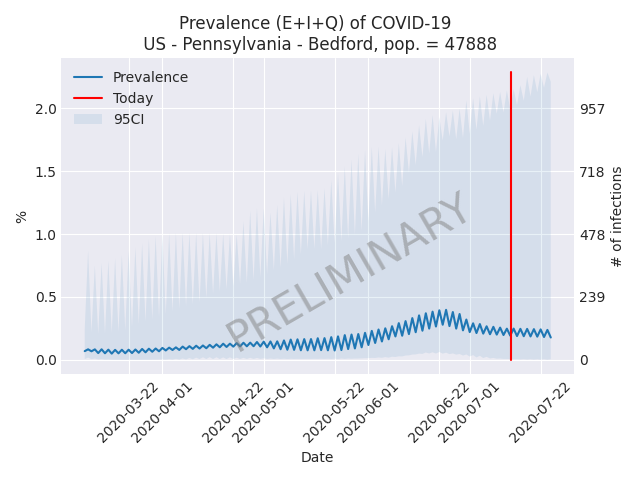 Prevalence (E+I+Q) of COVID-19
US - Pennsylvania - Bedford, pop. = 47888
Prevalence
Today
95CI
2.0
1.5
1.0
0.5
0.0
%
957
718
478
239
0
# of infections
PRELIMINARY
2020-03-22
2020-04-01
2020-04-22
2020-05-01
2020-05-22
2020-06-01
2020-06-22
2020-07-01
2020-07-22
Date